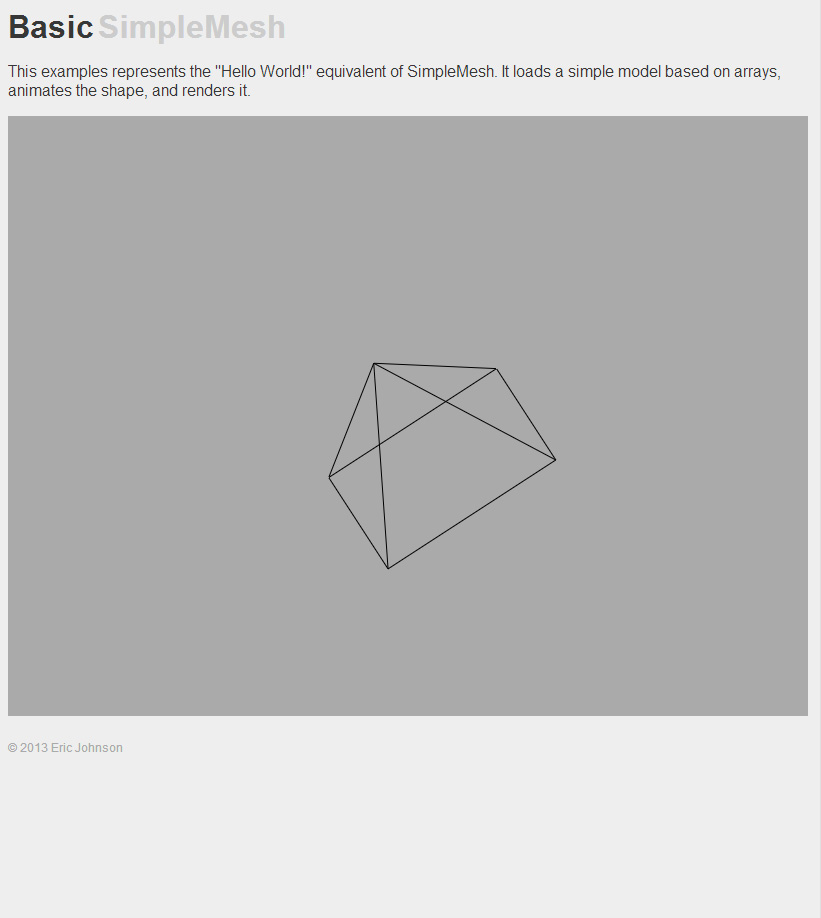 Basic SimpleMesh
This examples represents the "Hello World!" equivalent of SimpleMesh. It loads a simple model based on arrays,
animates the shape, and renders it.
© 2013 Eric Johnson